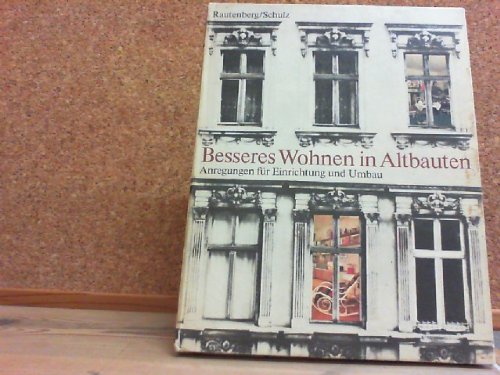 Rautenberg/Schulz
Besseres Wohnen in Altbauten
Anregungen für Einrichtung und Umbau